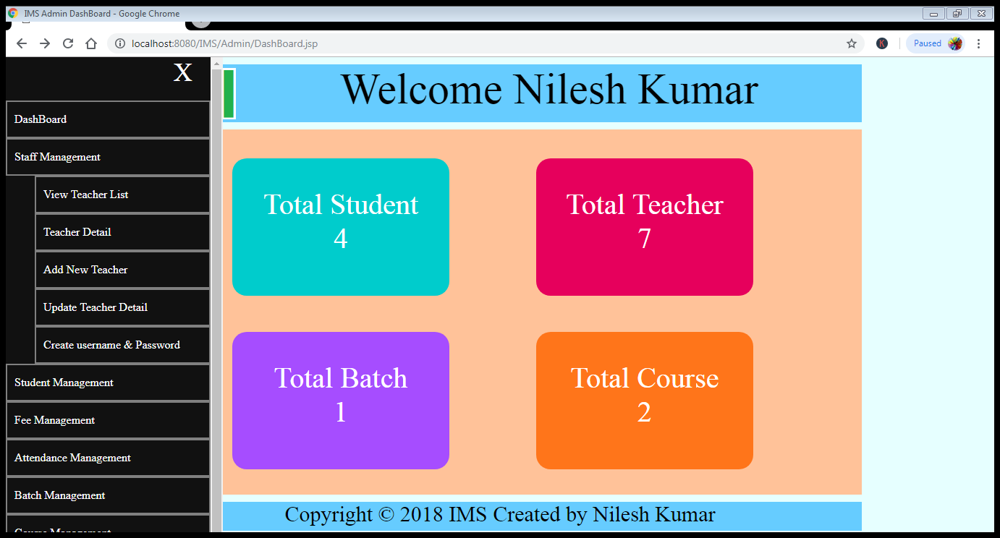 IMS Admin DashBoard - Google Chrome
localhost:8080/IMS/Admin/DashBoard.jsp
K
Paused
X
DashBoard
Staff Management
View Teacher List
Teacher Detail
Add New Teacher
Update Teacher Detail
Create username & Password
Student Management
Fee Management
Attendance Management
Batch Management
Course Management
Welcome Nilesh Kumar
Total Student
4
Total Teacher
7
Total Batch
1
Total Course
2
Copyright © 2018 IMS Created by Nilesh Kumar